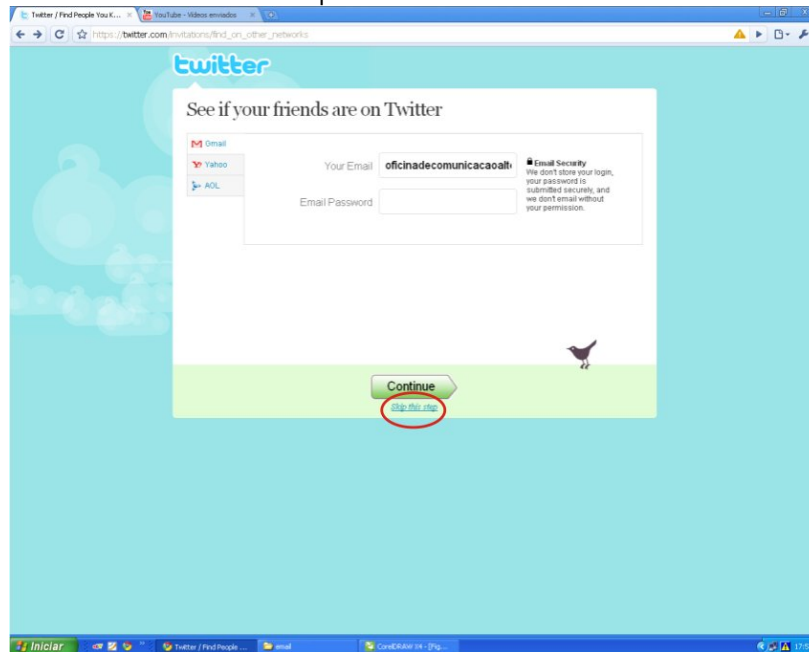 Twitter / Find People You K...
YouTube - Vídeos enviados
https://twitter.com/invitations/find_on_other_networks
twitter
See if your friends are on Twitter
Gmail
Yahoo
AOL
Your Email
oficinadecomunicacaoalt
Email Password
Email Security
We don't store your login,
your password is
submitted securely, and
we don't email without
your permission.
Continue
Skip this step
Iniciar
Twitter / Find People ...
email
CorelDRAW X4 - [Fig...